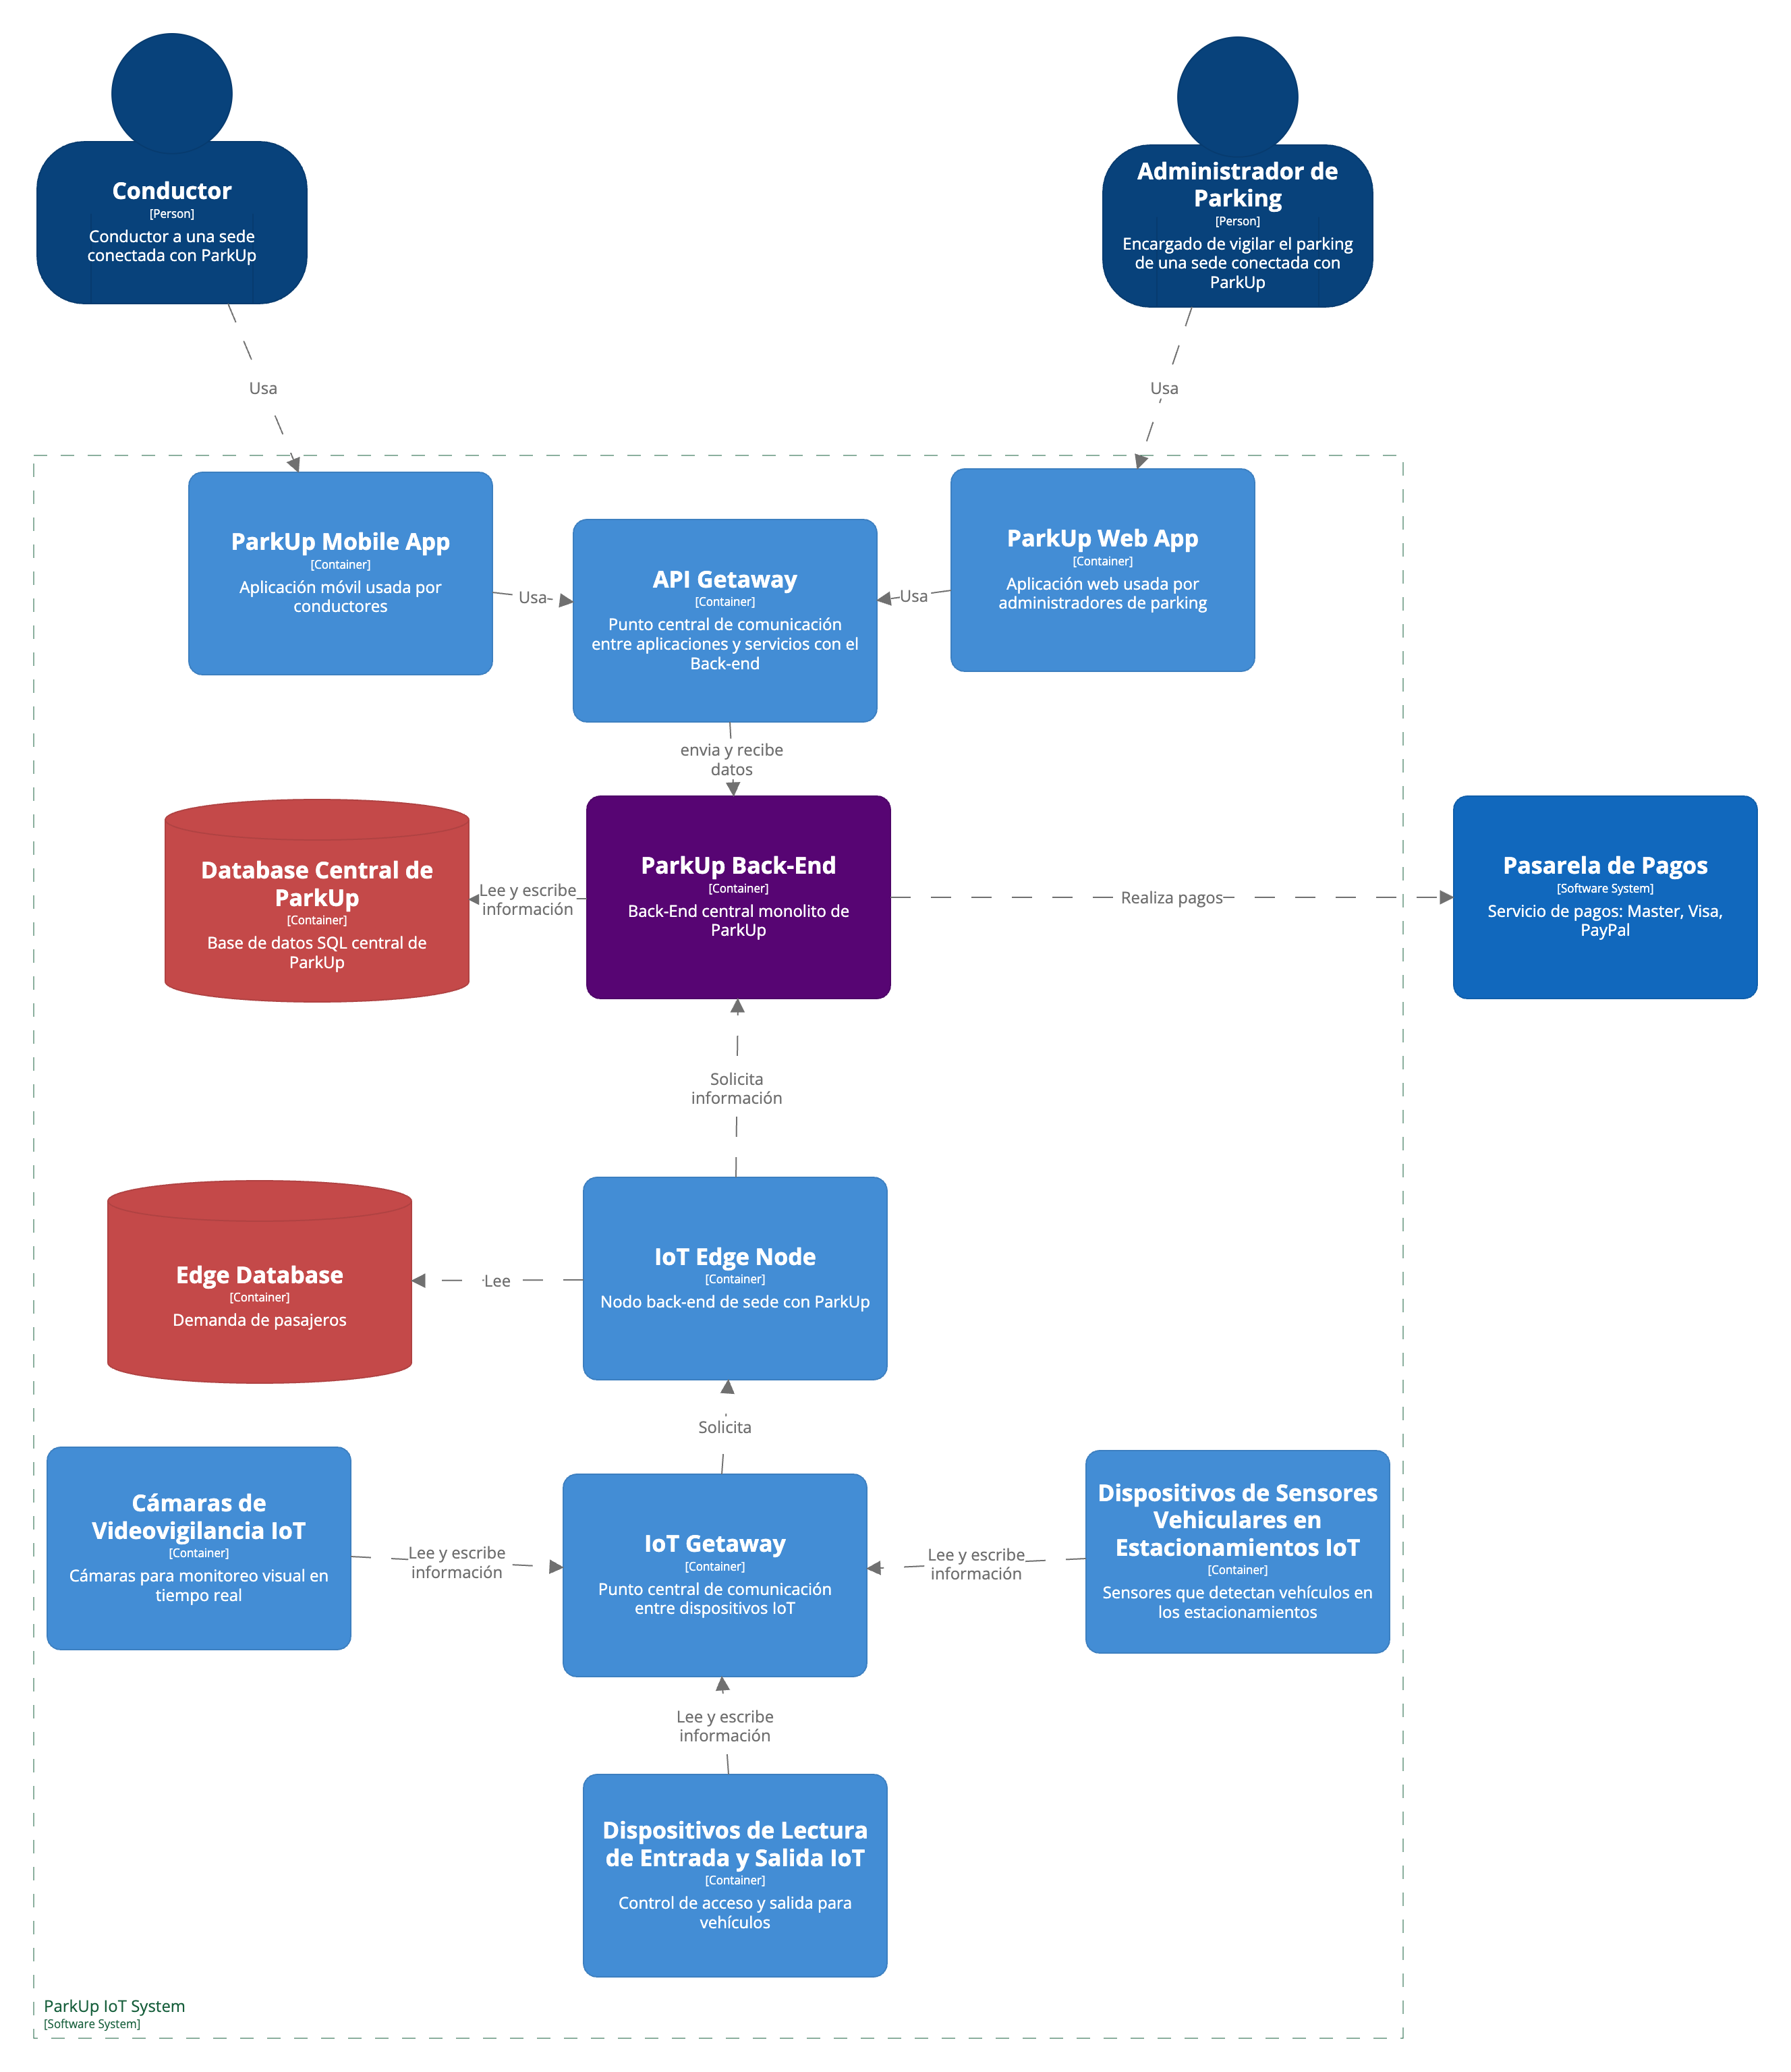 Conductor
[Person]
Conductor a una sede
conectada con ParkUp
Administrador de
Parking
[Person]
Encargado de vigilar el parking
de una sede conectada con
ParkUp
Usa
Usa
ParkUp Mobile App
[Container]
Aplicación móvil usada por
conductores
Usa
API Getaway
[Container]
Punto central de comunicación
entre aplicaciones y servicios con el
Back-end
Usa
ParkUp Web App
[Container]
Aplicación web usada por
administradores de parking
envia y recibe
datos
Database Central de
ParkUp
[Container]
Base de datos SQL central de
ParkUp
Lee y escribe
información
ParkUp Back-End
[Container]
Back-End central monolito de
ParkUp
Realiza pagos
Pasarela de Pagos
[Software System]
Servicio de pagos: Master, Visa,
PayPal
Solicita
información
Edge Database
[Container]
Demanda de pasajeros
Lee
IoT Edge Node
[Container]
Nodo back-end de sede con ParkUp
Solicita
Cámaras de
Videovigilancia IoT
[Container]
Cámaras para monitoreo visual en
tiempo real
Lee y escribe
información
IoT Getaway
[Container]
Punto central de comunicación
entre dispositivos IoT
Lee y escribe
información
Dispositivos de Sensores
Vehiculares en
Estacionamientos IoT
[Container]
Sensores que detectan vehículos en
los estacionamientos
Lee y escribe
información
Dispositivos de Lectura
de Entrada y Salida IoT
[Container]
Control de acceso y salida para
vehículos
ParkUp IoT System
[Software System]